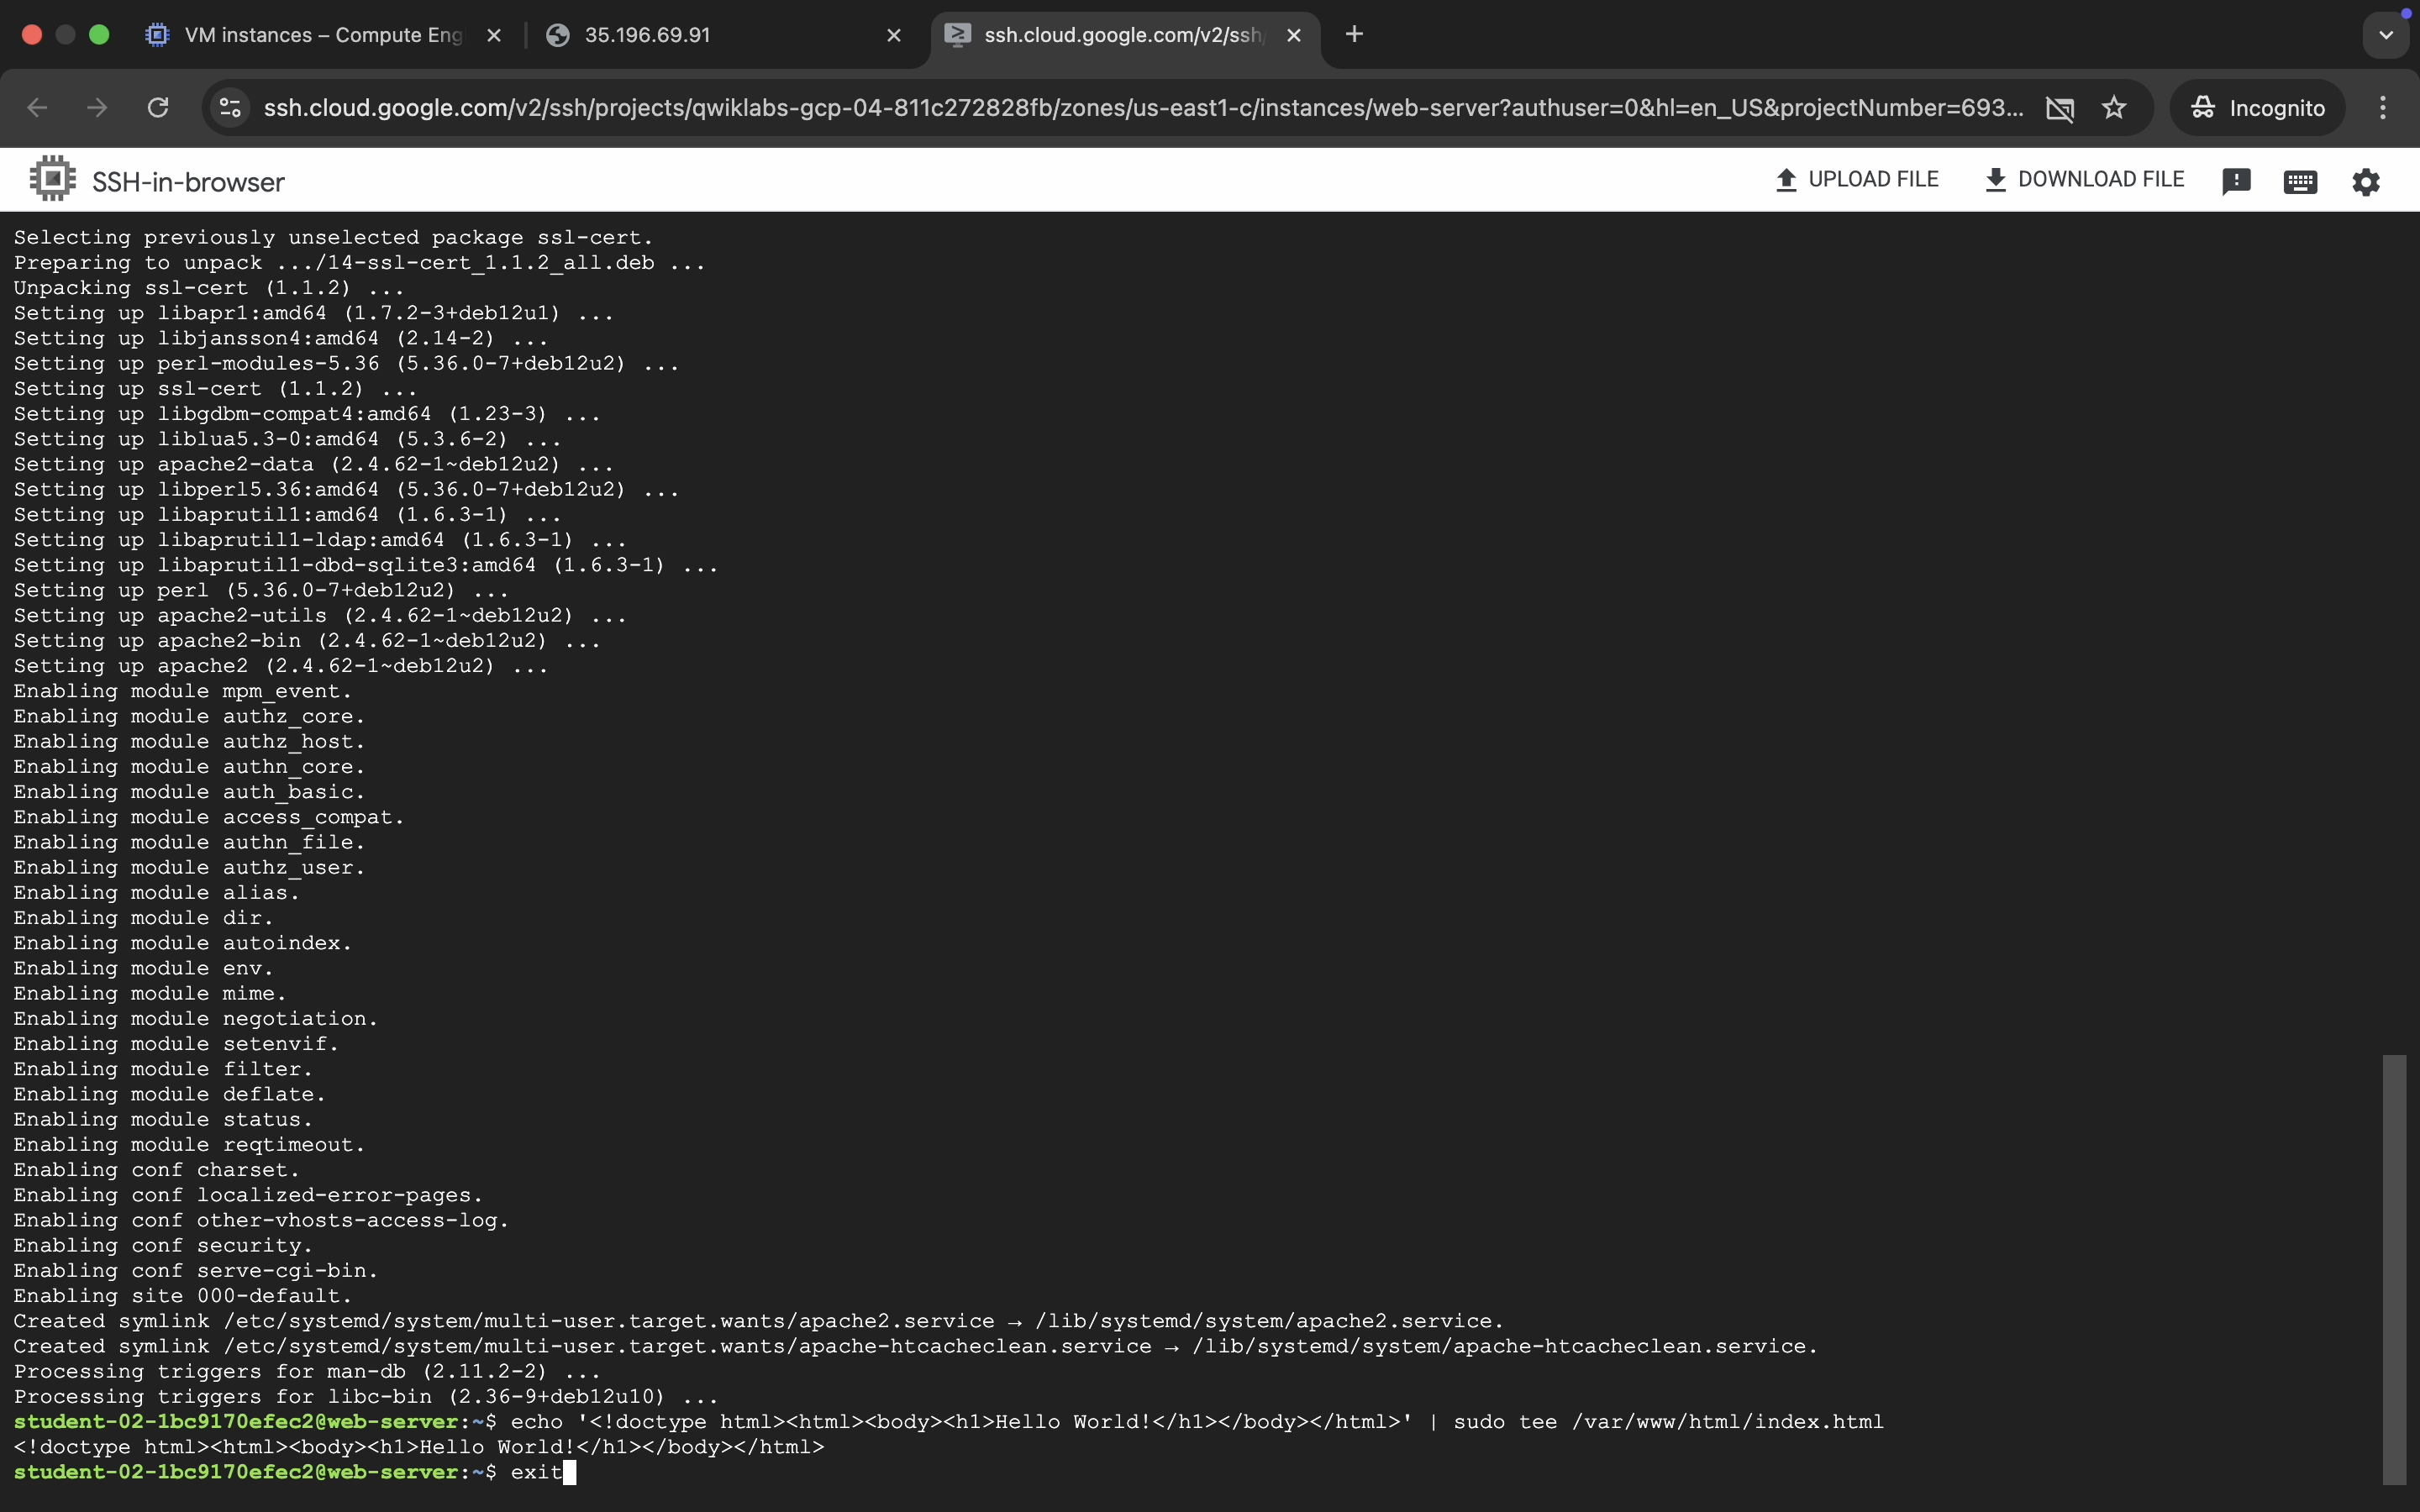 VM instances – Compute Eng
35.196.69.91
ssh.cloud.google.com/v2/ssh/
ssh.cloud.google.com/v2/ssh/projects/qwiklabs-gcp-04-811c272828fb/zones/us-east1-c/instances/web-server?authuser=0&hl=en_US&projectNumber=693...
Incognito
SSH-in-browser
UPLOAD FILE
DOWNLOAD FILE
Selecting previously unselected package ssl-cert.
Preparing to unpack .../14-ssl-cert_1.1.2_all.deb ...
Unpacking ssl-cert (1.1.2) ...
Setting up libapr1:amd64 (1.7.2-3+deb12u1) ...
Setting up libjansson4:amd64 (2.14-2) ...
Setting up perl-modules-5.36 (5.36.0-7+deb12u2) ...
Setting up ssl-cert (1.1.2) ...
Setting up libgdbm-compat4:amd64 (1.23-3) ...
Setting up liblua5.3-0:amd64 (5.3.6-2) ...
Setting up apache2-data (2.4.62-1~deb12u2) ...
Setting up libperl5.36:amd64 (5.36.0-7+deb12u2) ...
Setting up libaprutil1:amd64 (1.6.3-1) ...
Setting up libaprutil1-ldap:amd64 (1.6.3-1) ...
Setting up libaprutil1-dbd-sqlite3:amd64 (1.6.3-1) ...
Setting up perl (5.36.0-7+deb12u2) ...
Setting up apache2-utils (2.4.62-1~deb12u2) ...
Setting up apache2-bin (2.4.62-1~deb12u2) ...
Setting up apache2 (2.4.62-1~deb12u2) ...
Enabling module mpm_event.
Enabling module authz_core.
Enabling module authz_host.
Enabling module authn_core.
Enabling module auth_basic.
Enabling module access_compat.
Enabling module authn_file.
Enabling module authz_user.
Enabling module alias.
Enabling module dir.
Enabling module autoindex.
Enabling module env.
Enabling module mime.
Enabling module negotiation.
Enabling module setenvif.
Enabling module filter.
Enabling module deflate.
Enabling module status.
Enabling module reqtimeout.
Enabling conf charset.
Enabling conf localized-error-pages.
Enabling conf other-vhosts-access-log.
Enabling conf security.
Enabling conf serve-cgi-bin.
Enabling site 000-default.
Created symlink /etc/systemd/system/multi-user.target.wants/apache2.service → /lib/systemd/system/apache2.service.
Created symlink /etc/systemd/system/multi-user.target.wants/apache-htcacheclean.service → /lib/systemd/system/apache-htcacheclean.service.
Processing triggers for man-db (2.11.2-2) ...
Processing triggers for libc-bin (2.36-9+deb12u10) ...
student-02-1bc9170efec2@web-server:~$ echo '<!doctype html><html><body><h1>Hello World!</h1></body></html>' | sudo tee /var/www/html/index.html
<!doctype html><html><body><h1>Hello World!</h1></body></html>
student-02-1bc9170efec2@web-server:~$ exit